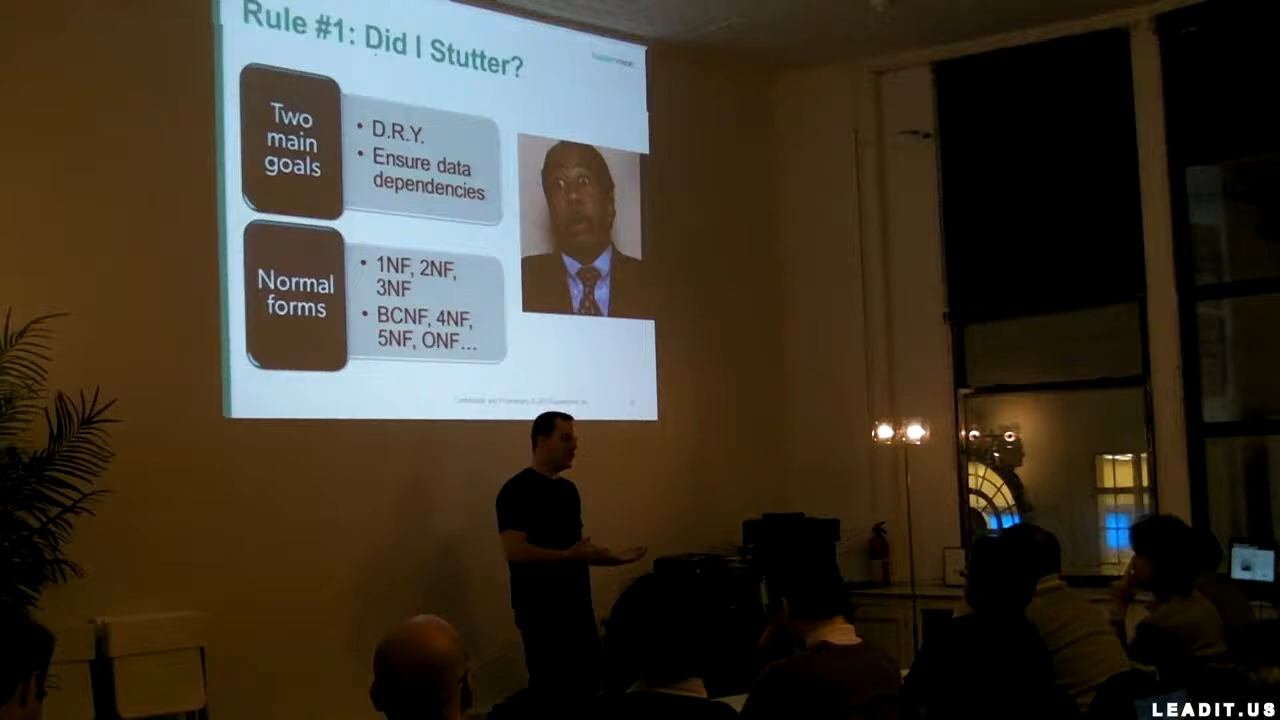 Rule #1: Did I Stutter?
Two
main
goals
• D.R.Y.
• Ensure data
dependencies
Normal
forms
• 1NF, 2NF,
3NF
• BCNF, 4NF,
5NF, ONF...
LEADIT.US